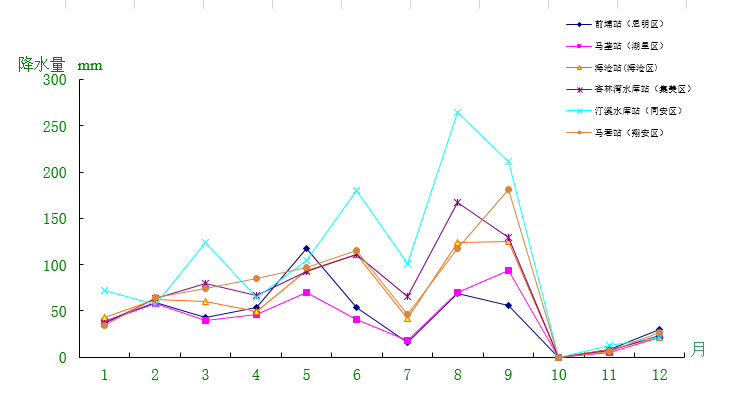 前埔站（思明区）
马垄站（湖里区）
海沧站(海沧区)
杏林湾水库站（集美区）
汀溪水库站（同安区）
马巷站（翔安区）
降水量 mm
300
250
200
150
100
50
0
1 2 3 4 5 6 7 8 9 10 11 12
月